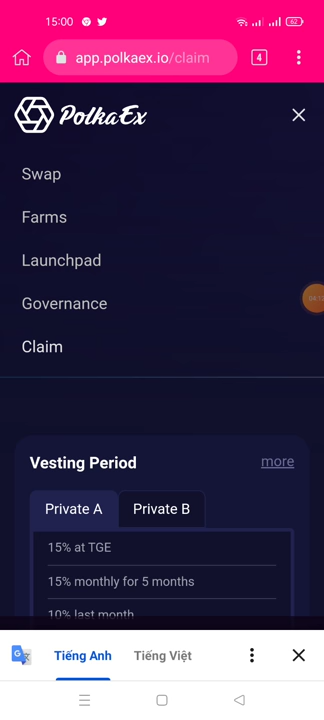 15:00
62
app.polkaex.io/claim
4
PolkaEx
Swap
Farms
Launchpad
Governance
Claim
Vesting Period
more
Private A
Private B
15% at TGE
15% monthly for 5 months
10% last month
Tiếng Anh
Tiếng Việt